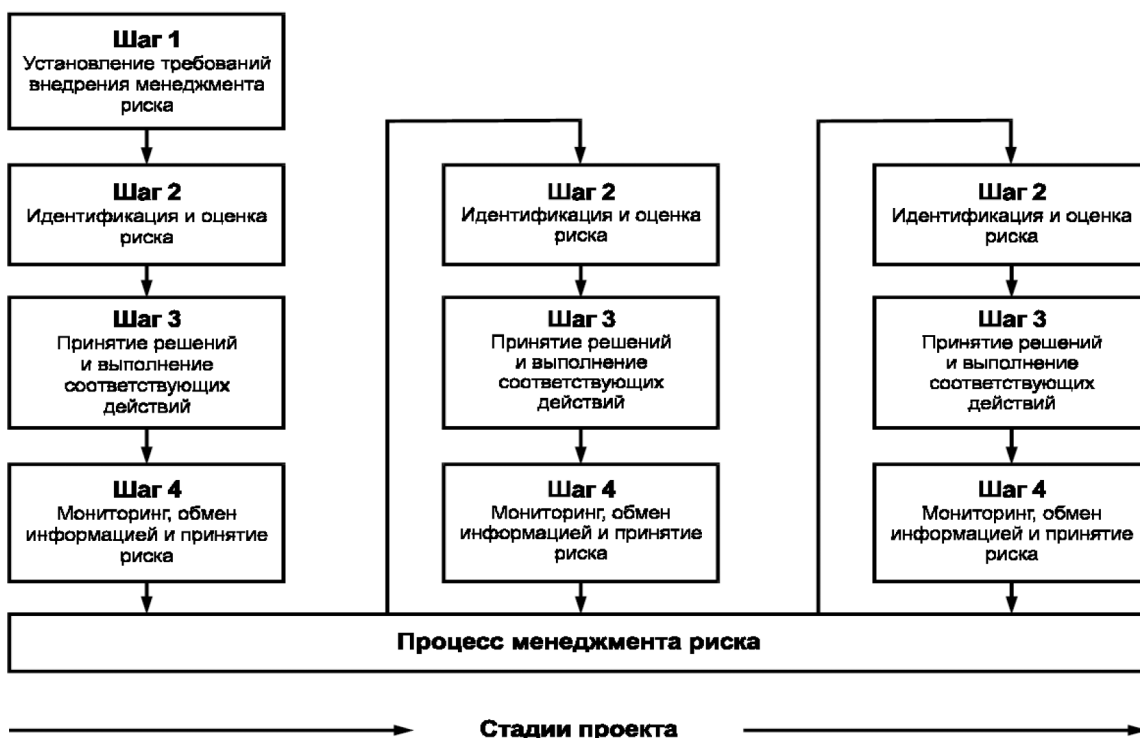 Шаг 1
Установление требований
внедрения менеджмента
риска
Шаг 2
Идентификация и оценка
риска
Шаг 3
Принятие решений
и выполнение
соответствующих
действий
Шаг 4
Мониторинг, обмен
информацией и принятие
риска
Шаг 2
Идентификация и оценка
риска
Шаг 3
Принятие решений
и выполнение
соответствующих
действий
Шаг 4
Мониторинг, обмен
информацией и принятие
риска
Шаг 2
Идентификация и оценка
риска
Шаг 3
Принятие решений
и выполнение
соответствующих
действий
Шаг 4
Мониторинг, обмен
информацией и принятие
риска
Процесс менеджмента риска
Стадии проекта